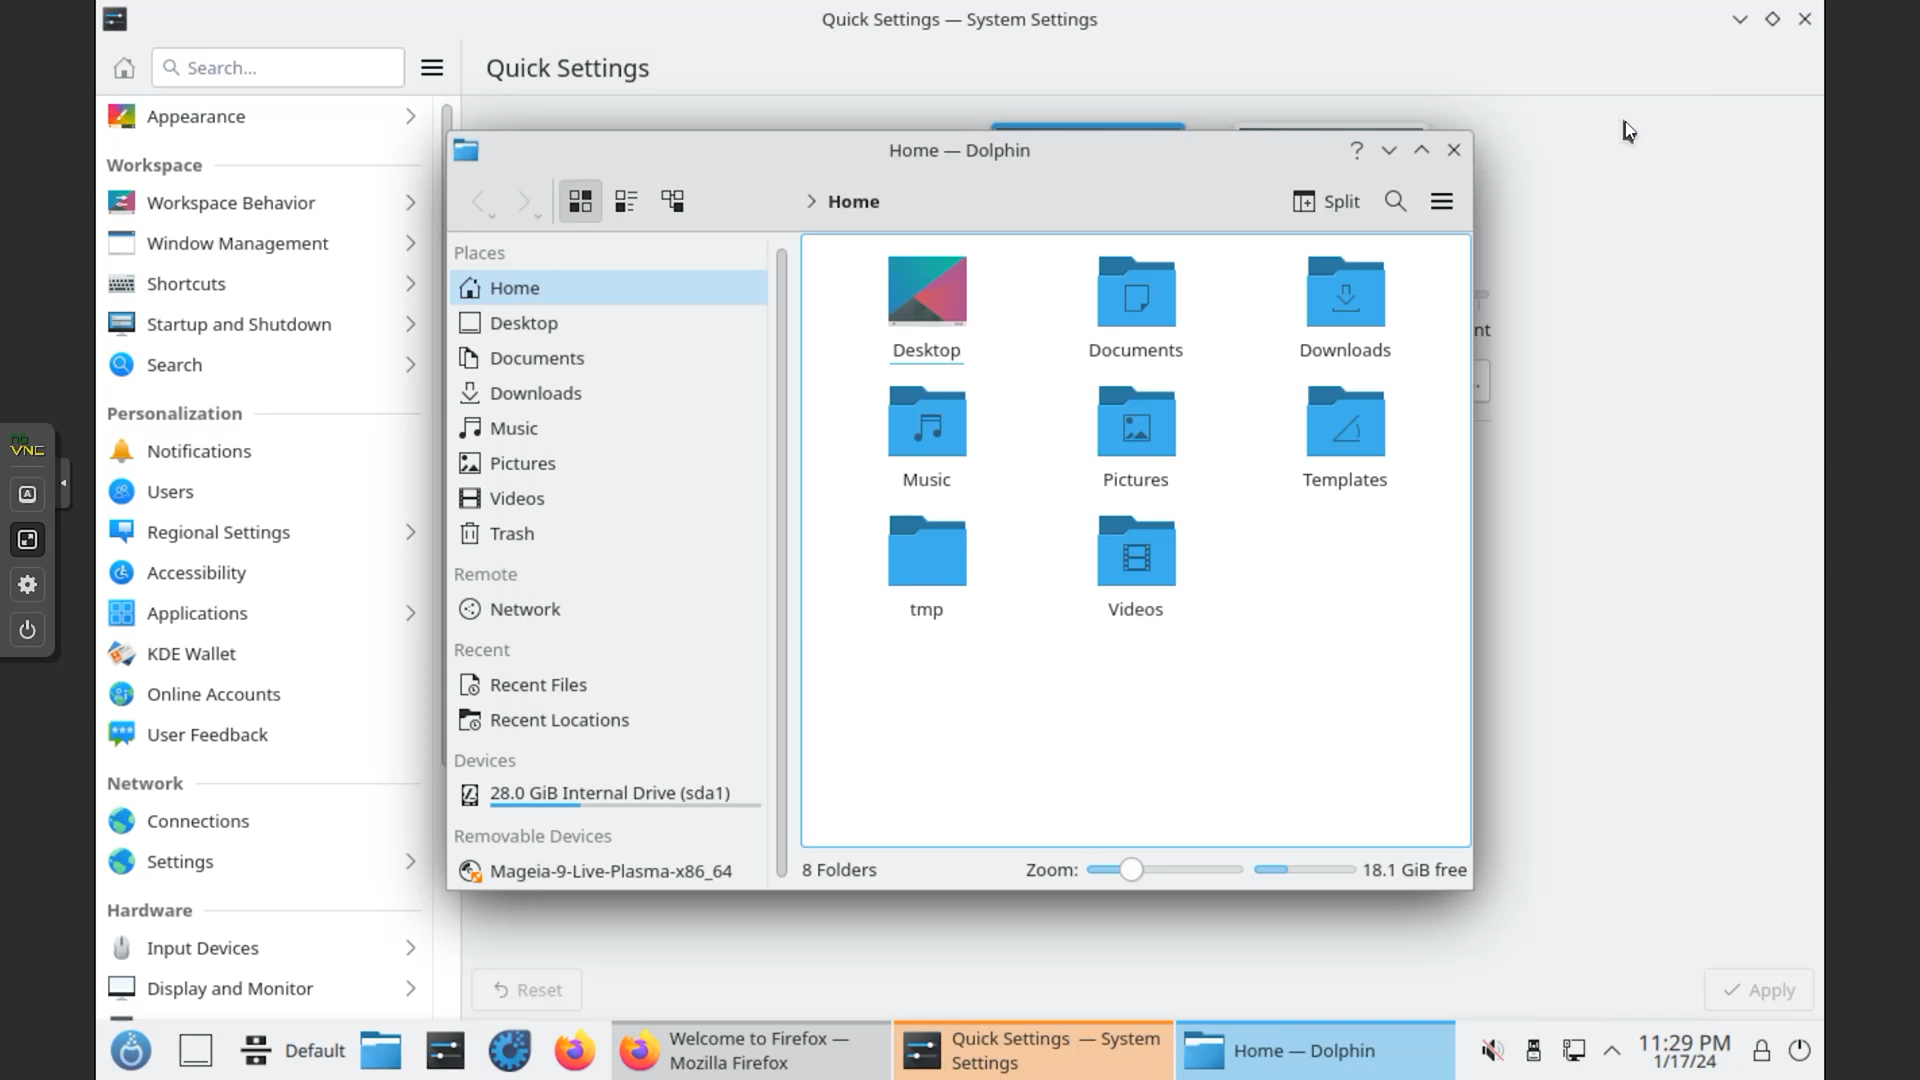 Quick Settings — System Settings
Search...
Quick Settings
Appearance
Workspace
Workspace Behavior
Window Management
Shortcuts
Startup and Shutdown
Search
Personalization
Notifications
Users
Regional Settings
Accessibility
Applications
KDE Wallet
Online Accounts
User Feedback
Network
Connections
Settings
Hardware
Input Devices
Display and Monitor
Home — Dolphin
Home
Split
Places
Home
Desktop
Documents
Downloads
Music
Pictures
Videos
Trash
Remote
Network
Recent
Recent Files
Recent Locations
Devices
28.0 GiB Internal Drive (sda1)
Removable Devices
Mageia-9-Live-Plasma-x86_64
Desktop
Documents
Downloads
Music
Pictures
Templates
tmp
Videos
8 Folders
Zoom:
18.1 GiB free
nt
Reset
Apply
no
VNC
Default
Welcome to Firefox —
Mozilla Firefox
Quick Settings — System
Settings
Home — Dolphin
11:29 PM
1/17/24